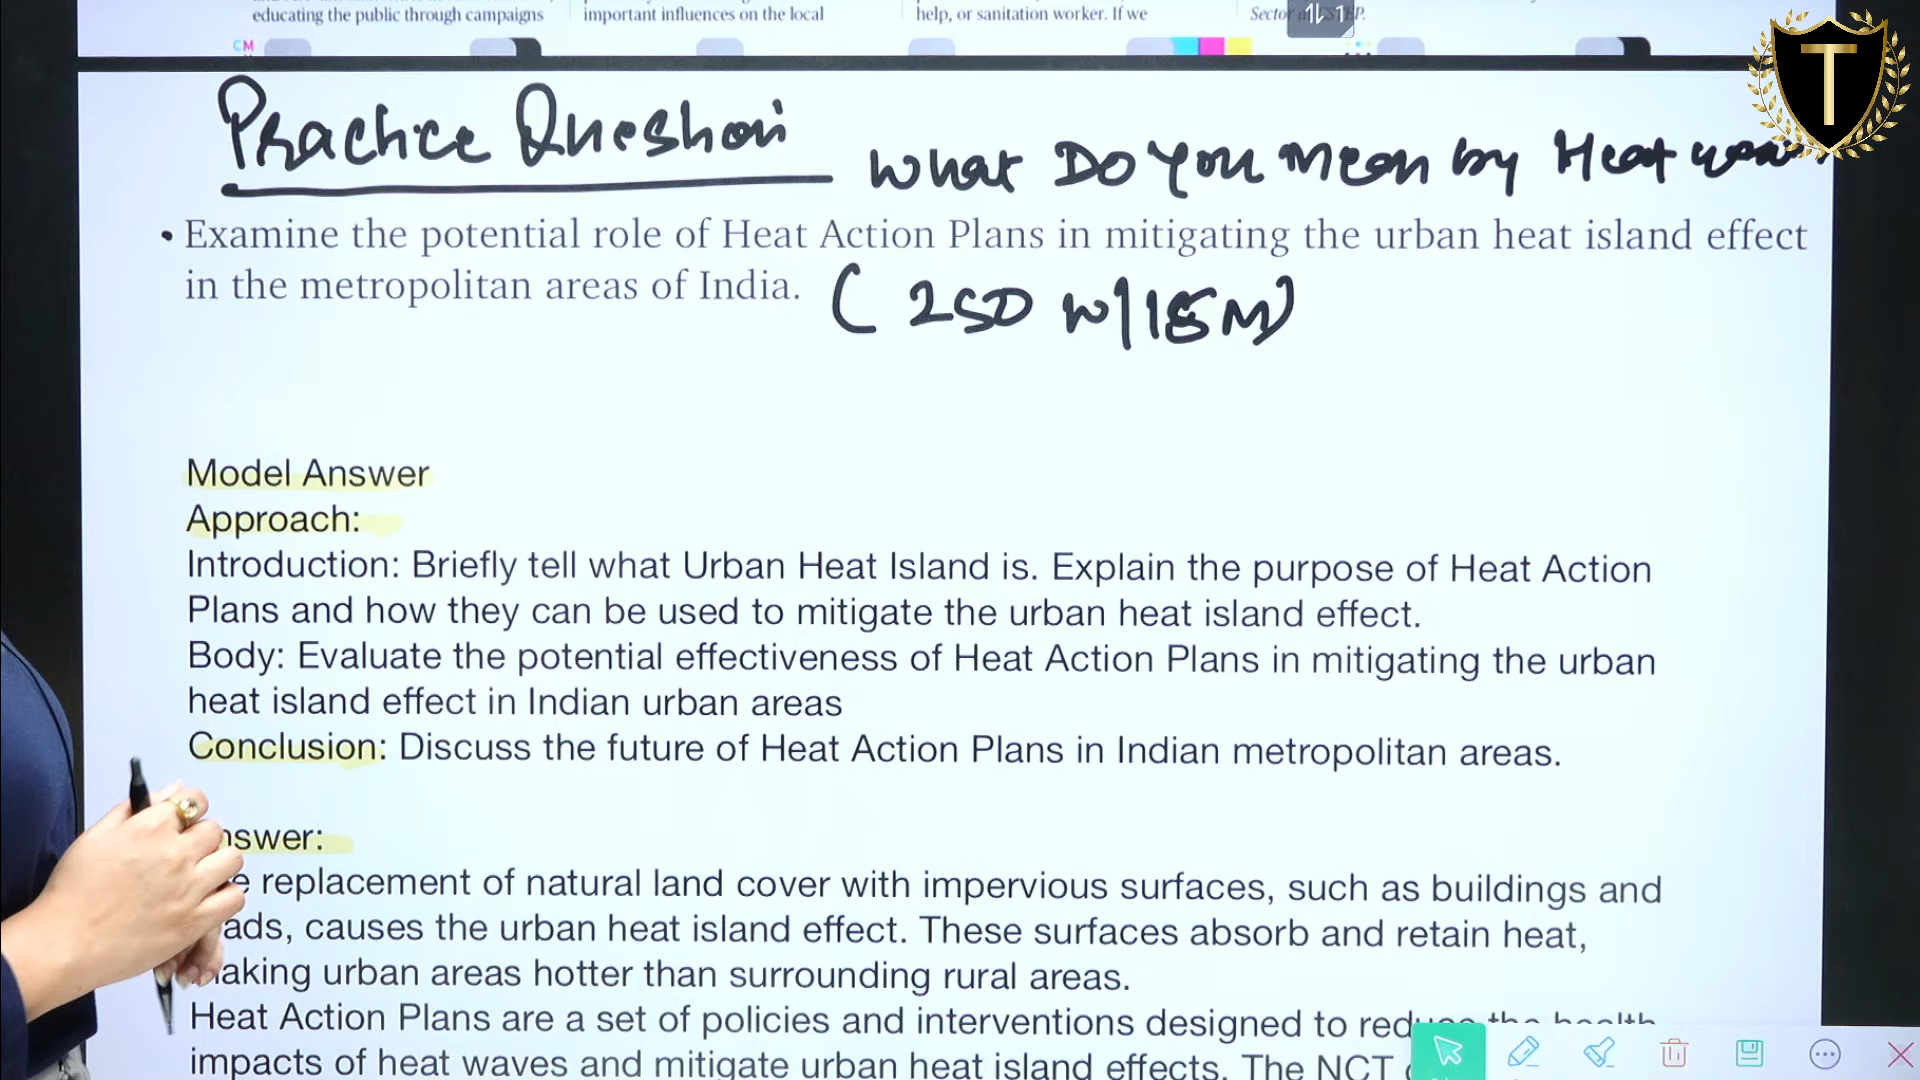 educating the public through campaigns
important influences on the local
help, or sanitation worker. If we
CM
T
Practice Question
What Do You Mean by Heat
• Examine the potential role of Heat Action Plans in mitigating the urban heat island effect
in the metropolitan areas of India. (250 W/15M)
Model Answer
Approach:
Introduction: Briefly tell what Urban Heat Island is. Explain the purpose of Heat Action
Plans and how they can be used to mitigate the urban heat island effect.
Body: Evaluate the potential effectiveness of Heat Action Plans in mitigating the urban
heat island effect in Indian urban areas
Conclusion: Discuss the future of Heat Action Plans in Indian metropolitan areas.
nswer:
e replacement of natural land cover with impervious surfaces, such as buildings and
ads, causes the urban heat island effect. These surfaces absorb and retain heat,
making urban areas hotter than surrounding rural areas.
Heat Action Plans are a set of policies and interventions designed to reduce the health
impacts of heat waves and mitigate urban heat island effects. The NCT